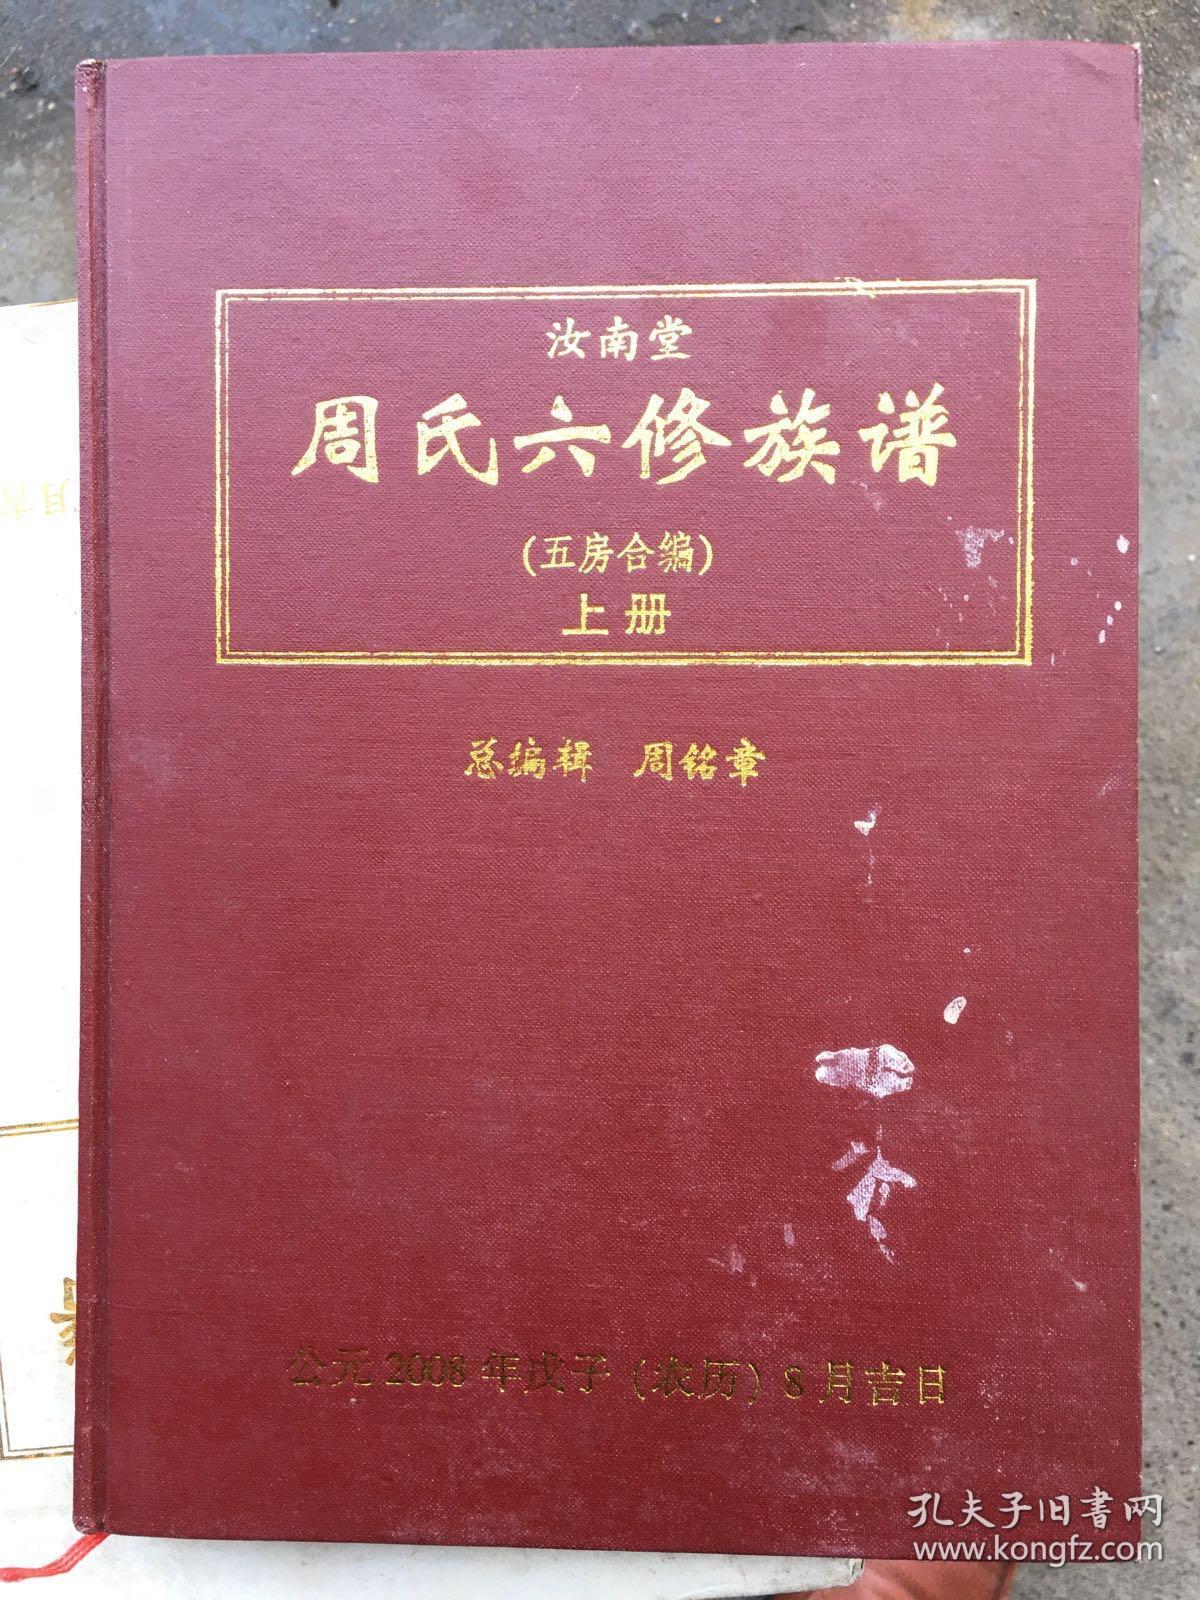 汝南堂
周氏六修族谱
(五房合编)
上册
总编辑 周铭章
公元2008年戊子(农历)8月吉日
月吉
孔夫子旧书网
www.kongfz.com